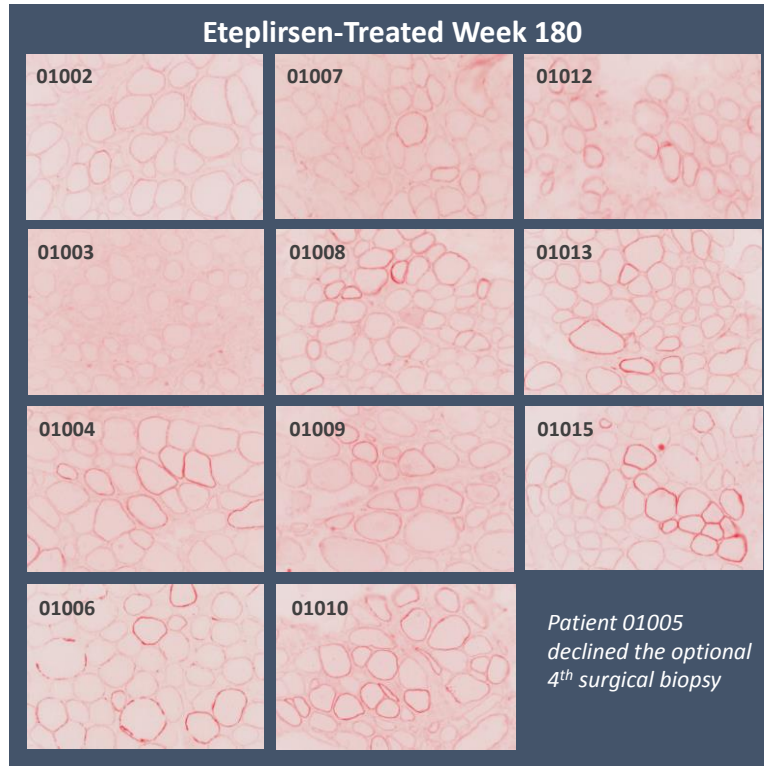 Eteplirsen-Treated Week 180
01002
01007
01012
01003
01008
01013
01004
01009
01015
01006
01010
Patient 01005
declined the optional
4th surgical biopsy